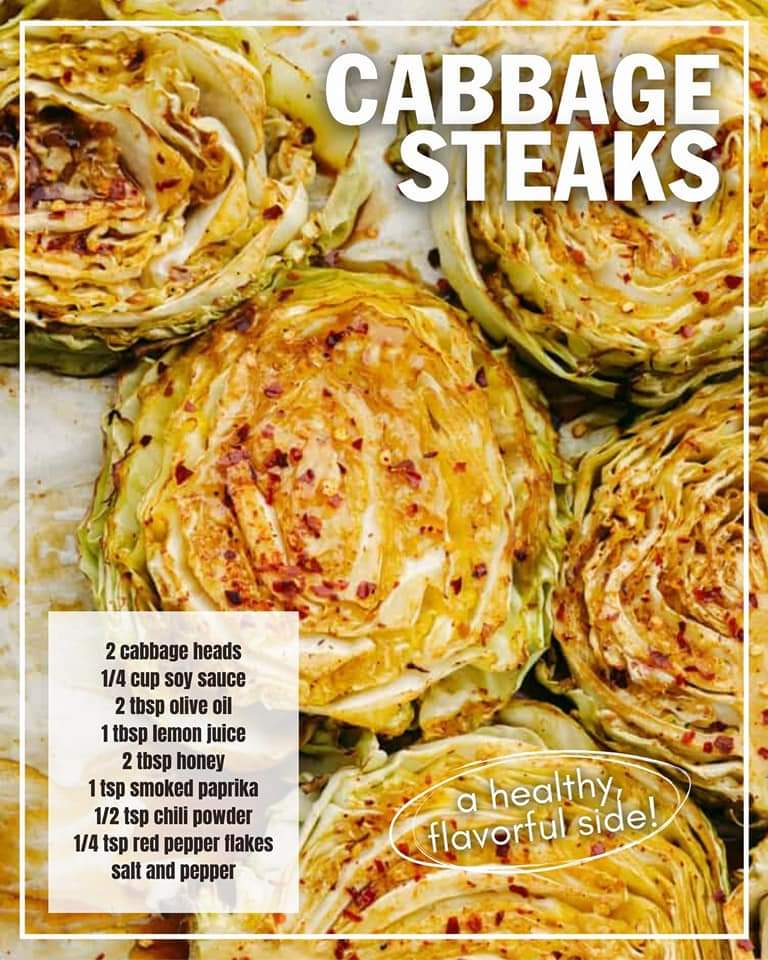 CABBAGE
STEAKS
2 cabbage heads
1/4 cup soy sauce
2 tbsp olive oil
1 tbsp lemon juice
2 tbsp honey
1 tsp smoked paprika
1/2 tsp chili powder
1/4 tsp red pepper flakes
salt and pepper
a healthy,
flavorful side!